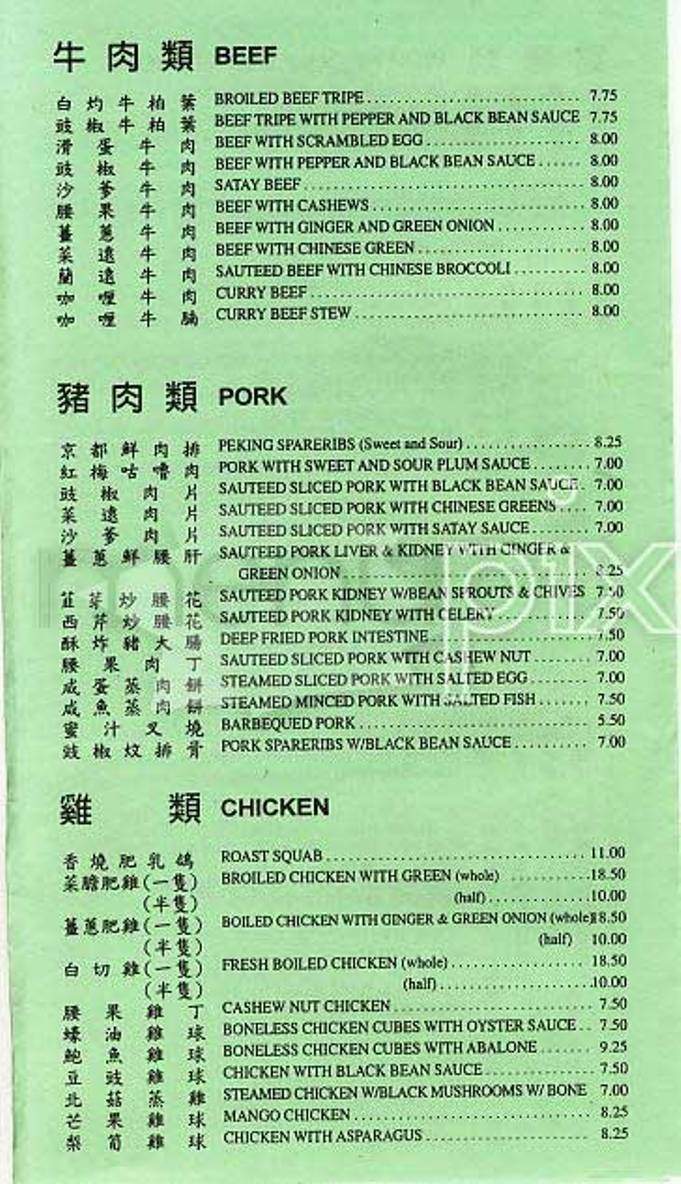 牛肉類 BEEF
白灼牛柏葉 BROILED BEEF TRIPE 7.75
豉椒牛柏葉 BEEF TRIPE WITH PEPPER AND BLACK BEAN SAUCE 7.75
滑蛋牛肉 BEEF WITH SCRAMBLED EGG 8.00
豉椒牛肉 BEEF WITH PEPPER AND BLACK BEAN SAUCE 8.00
沙爹牛肉 SATAY BEEF 8.00
腰果牛肉 BEEF WITH CASHEWS 8.00
薑蔥牛肉 BEEF WITH GINGER AND GREEN ONION 8.00
菜遠牛肉 BEEF WITH CHINESE GREEN 8.00
蘭遠牛肉 SAUTEED BEEF WITH CHINESE BROCCOLI 8.00
咖喱牛肉 CURRY BEEF 8.00
咖喱牛腩 CURRY BEEF STEW 8.00
豬肉類 PORK
京都鮮肉排 PEKING SPARERIBS (Sweet and Sour) 8.25
紅梅咕嚕肉 PORK WITH SWEET AND SOUR PLUM SAUCE 7.00
豉椒肉片 SAUTEED SLICED PORK WITH BLACK BEAN SAUCE 7.00
菜遠肉片 SAUTEED SLICED PORK WITH CHINESE GREENS 7.00
沙爹肉片 SAUTEED SLICED PORK WITH SATAY SAUCE 7.00
薑蔥鮮腰肝 SAUTEED PORK LIVER & KIDNEY WITH GINGER &
GREEN ONION 8.25
韮芽炒腰花 SAUTEED PORK KIDNEY W/BEAN SPROUTS & CHIVES 7.50
西芹炒腰花 SAUTEED PORK KIDNEY WITH CELERY 7.50
酥炸豬大腸 DEEP FRIED PORK INTESTINE 7.50
腰果肉丁 SAUTEED SLICED PORK WITH CASHEW NUT 7.00
咸蛋蒸肉餅 STEAMED SLICED PORK WITH SALTED EGG 7.00
咸魚蒸肉餅 STEAMED MINCED PORK WITH SALTED FISH 7.50
蜜汁叉燒 BARBEQUED PORK 5.50
豉椒炆排骨 PORK SPARERIBS W/BLACK BEAN SAUCE 7.00
雞類 CHICKEN
香燒肥乳鴿 ROAST SQUAB 11.00
菜膽肥雞(一隻) BROILED CHICKEN WITH GREEN (whole) 18.50
(半隻) (half) 10.00
薑蔥肥雞(一隻) BOILED CHICKEN WITH GINGER & GREEN ONION (whole) 18.50
(半隻) (half) 10.00
白切雞(一隻) FRESH BOILED CHICKEN (whole) 18.50
(半隻) (half) 10.00
腰果雞丁 CASHEW NUT CHICKEN 7.50
蠔油雞球 BONELESS CHICKEN CUBES WITH OYSTER SAUCE 7.50
鮑魚雞球 BONELESS CHICKEN CUBES WITH ABALONE 9.25
豆豉雞球 CHICKEN WITH BLACK BEAN SAUCE 7.50
北菇蒸雞 STEAMED CHICKEN W/BLACK MUSHROOMS W/ BONE 7.00
芒果雞球 MANGO CHICKEN 8.25
梨筍雞球 CHICKEN WITH ASPARAGUS 8.25